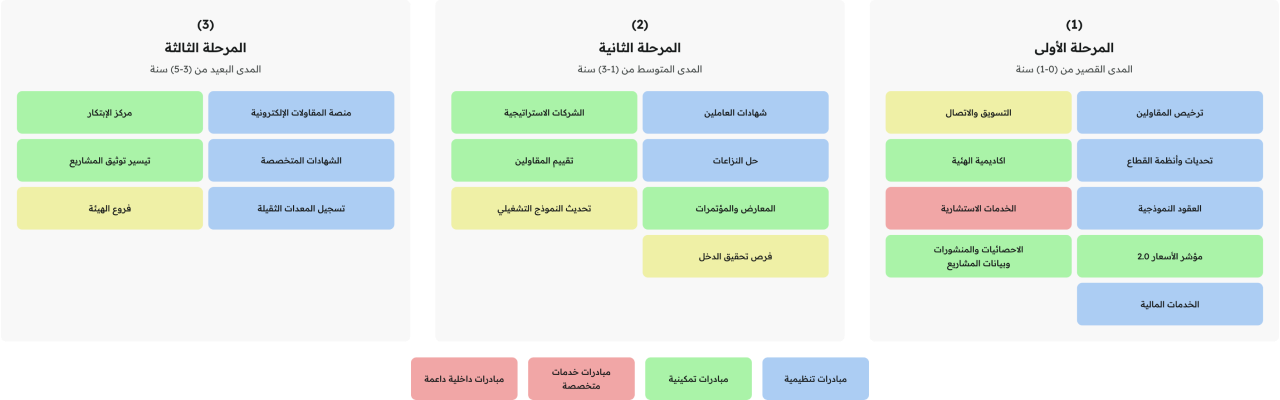 (1)
المرحلة الأولى
المدى القصير من (0-1) سنة
ترخيص المقاولين
التسويق والاتصال
تحديات وأنظمة القطاع
اكاديمية الهئية
العقود النموذجية
الخدمات الاستشارية
مؤشر الأسعار 2.0
الاحصائيات والمنشورات
وبيانات المشاريع
الخدمات المالية
(2)
المرحلة الثانية
المدى المتوسط من (1-3) سنة
شهادات العاملين
الشركات الاستراتيجية
حل النزاعات
تقييم المقاولين
المعارض والمؤتمرات
تحديث النموذج التشغيلي
فرص تحقيق الدخل
(3)
المرحلة الثالثة
المدى البعيد من (3-5) سنة
منصة المقاولات الإلكترونية
مركز الإبتكار
الشهادات المتخصصة
تيسير توثيق المشاريع
تسجيل المعدات الثقيلة
فروع الهيئة
مبادرات تنظيمية
مبادرات تمكينية
مبادرات خدمات
متخصصة
مبادرات داخلية داعمة